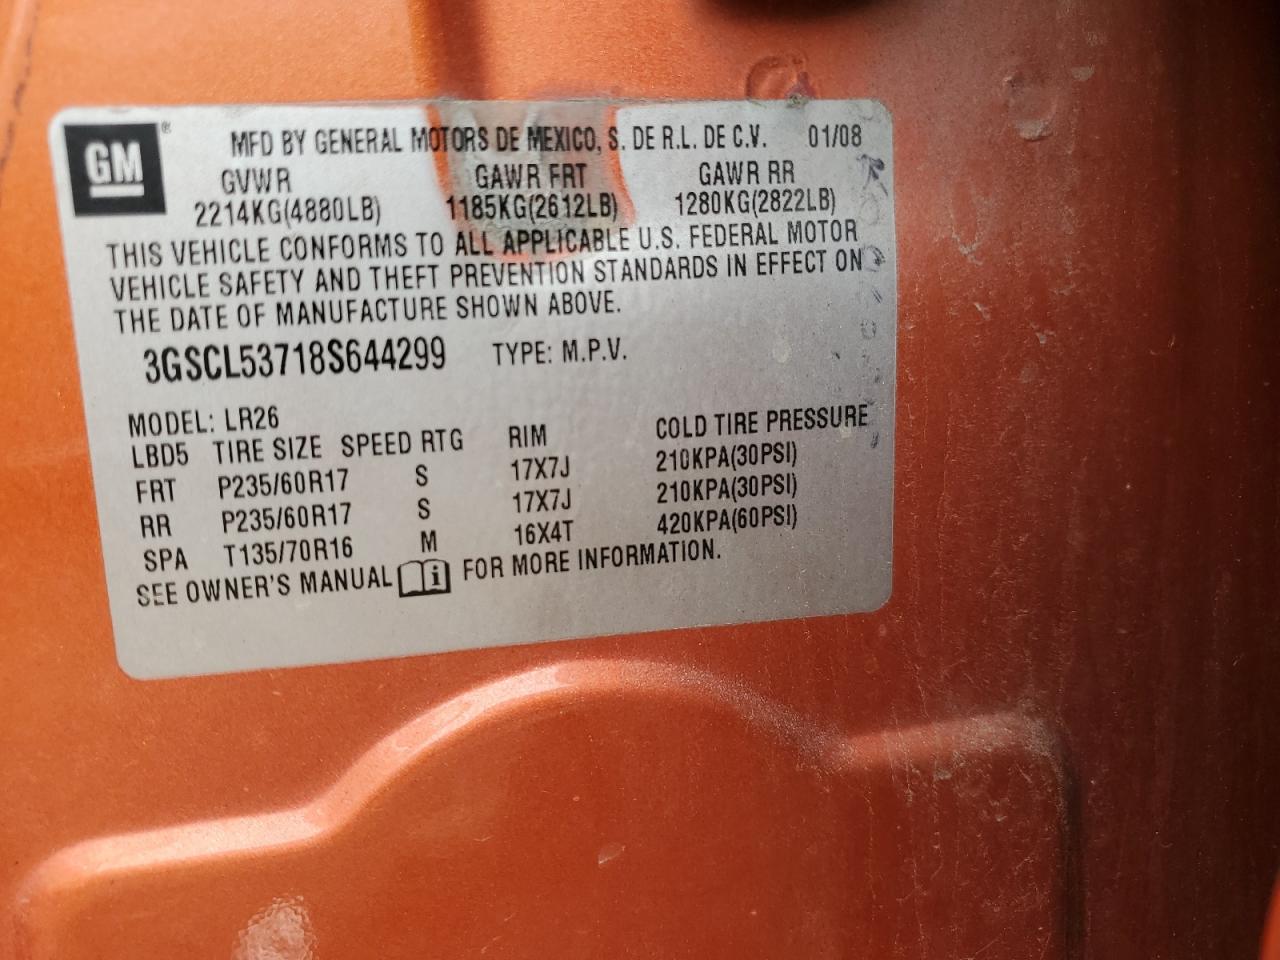 GM
®
MFD BY GENERAL MOTORS DE MEXICO, S. DE R.L. DE C.V. 01/08
GVWR GAWR FRT GAWR RR
2214KG(4880LB) 1185KG(2612LB) 1280KG(2822LB)
THIS VEHICLE CONFORMS TO ALL APPLICABLE U.S. FEDERAL MOTOR
VEHICLE SAFETY AND THEFT PREVENTION STANDARDS IN EFFECT ON
THE DATE OF MANUFACTURE SHOWN ABOVE.
3GSCL53718S644299 TYPE: M.P.V.
MODEL: LR26
LBD5 TIRE SIZE SPEED RTG RIM COLD TIRE PRESSURE
FRT P235/60R17 S 17X7J 210KPA(30PSI)
RR P235/60R17 S 17X7J 210KPA(30PSI)
SPA T135/70R16 M 16X4T 420KPA(60PSI)
SEE OWNER'S MANUAL i FOR MORE INFORMATION.